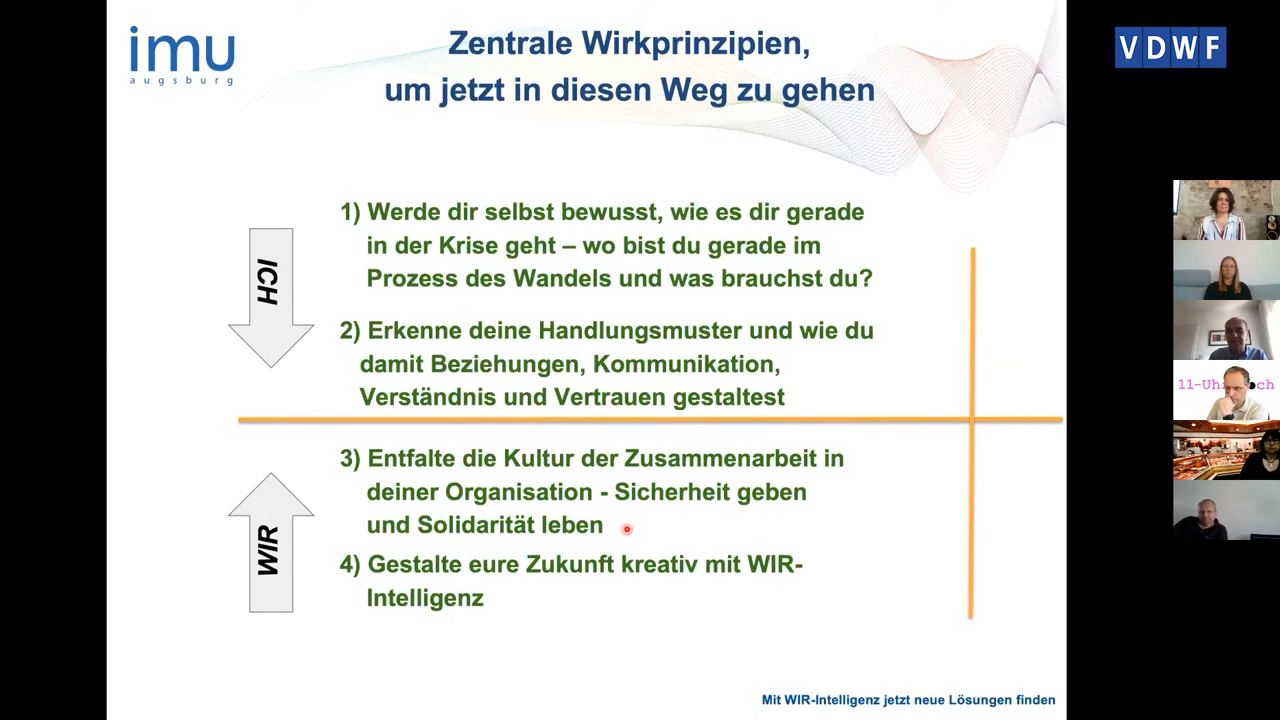 imu
augsburg
Zentrale Wirkprinzipien,
um jetzt in diesen Weg zu gehen
VDWF
ICH
1) Werde dir selbst bewusst, wie es dir gerade
in der Krise geht – wo bist du gerade im
Prozess des Wandels und was brauchst du?
2) Erkenne deine Handlungsmuster und wie du
damit Beziehungen, Kommunikation,
Verständnis und Vertrauen gestaltest
WIR
3) Entfalte die Kultur der Zusammenarbeit in
deiner Organisation - Sicherheit geben
und Solidarität leben
4) Gestalte eure Zukunft kreativ mit WIR-
Intelligenz
Mit WIR-Intelligenz jetzt neue Lösungen finden